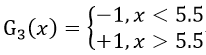 G₃(x) = { −1, x < 5.5
+1, x > 5.5